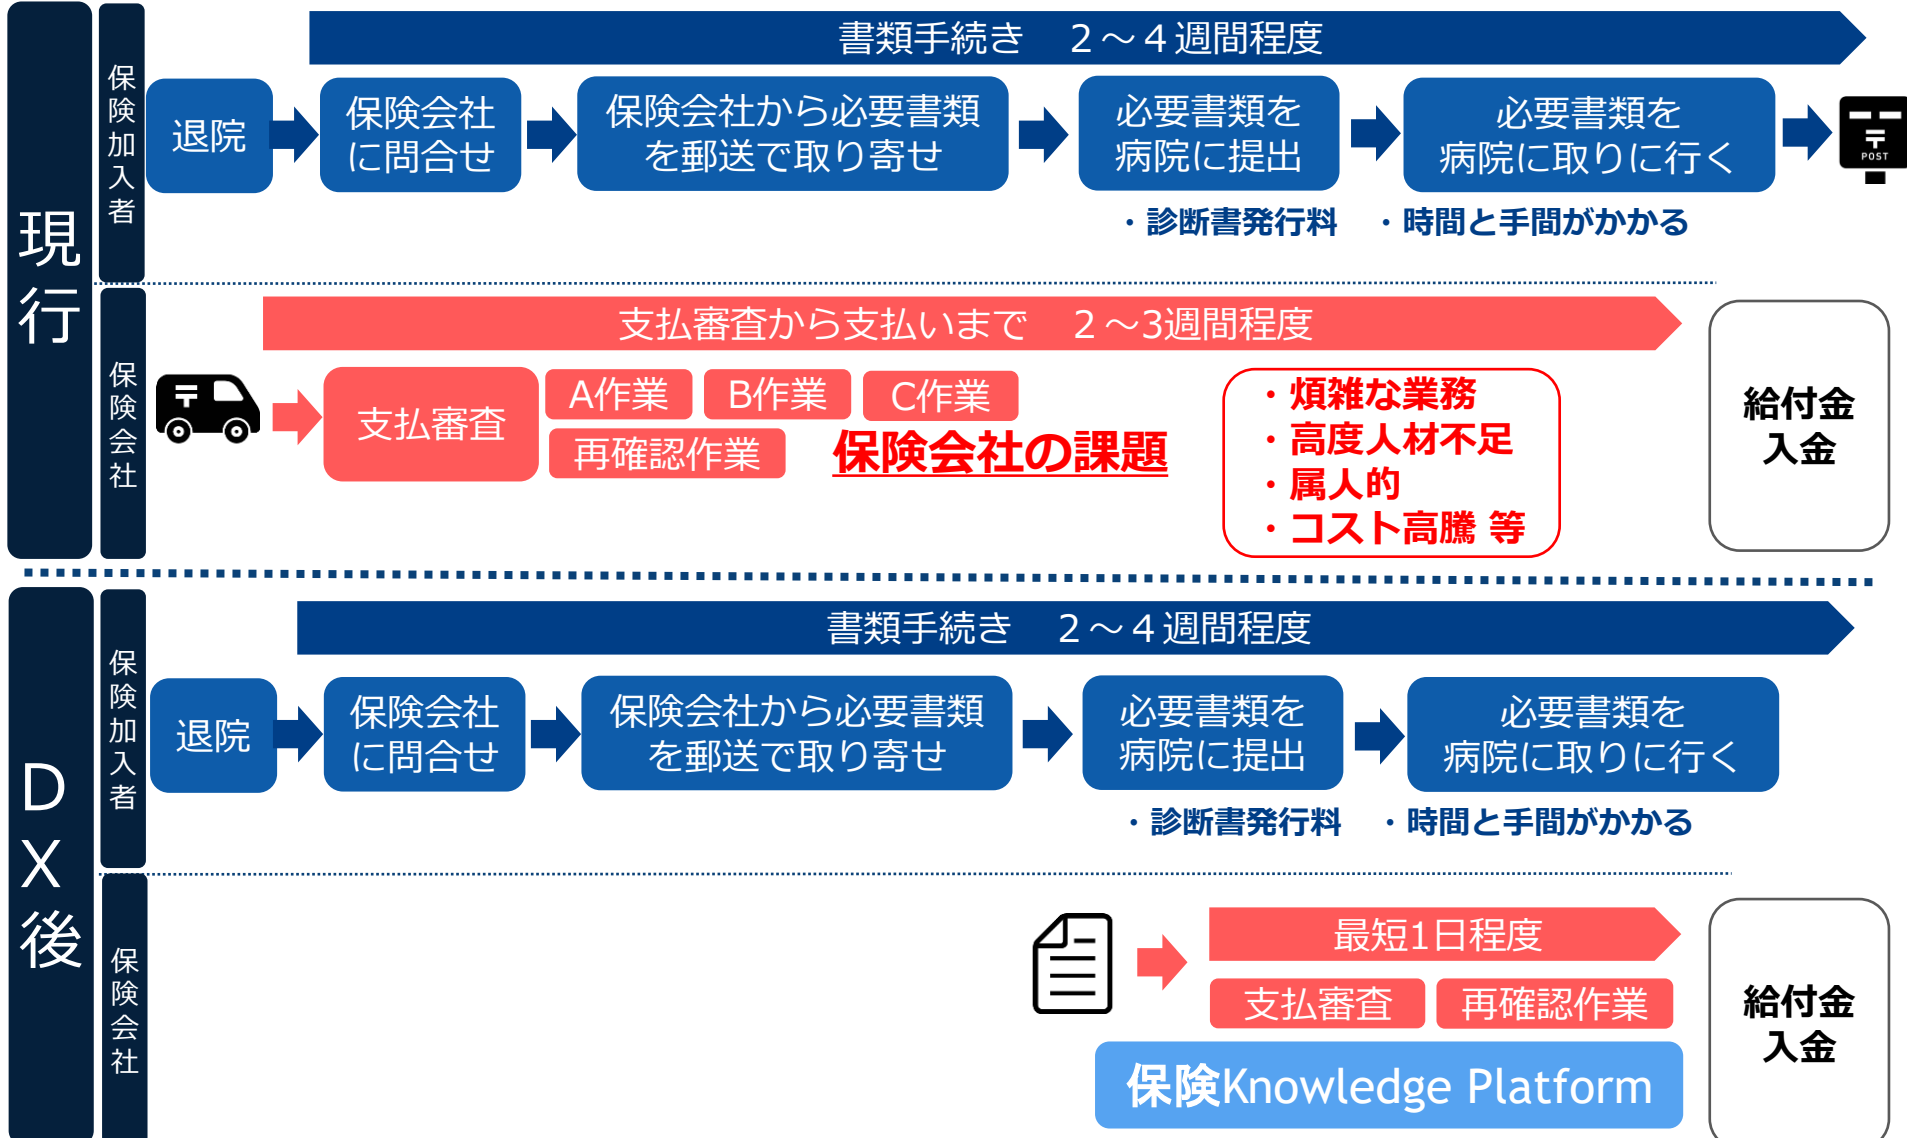 現行
保険加入者
書類手続き　２～４週間程度
退院
保険会社
に問合せ
保険会社から必要書類
を郵送で取り寄せ
必要書類を
病院に提出
必要書類を
病院に取りに行く
〒
POST
・診断書発行料
・時間と手間がかかる
保険会社
支払審査から支払いまで　２～3週間程度
〒
支払審査
A作業
B作業
C作業
再確認作業
保険会社の課題
・煩雑な業務
・高度人材不足
・属人的
・コスト高騰 等
給付金
入金
DX後
保険加入者
書類手続き　２～４週間程度
退院
保険会社
に問合せ
保険会社から必要書類
を郵送で取り寄せ
必要書類を
病院に提出
必要書類を
病院に取りに行く
・診断書発行料
・時間と手間がかかる
保険会社
最短1日程度
支払審査
再確認作業
保険Knowledge Platform
給付金
入金